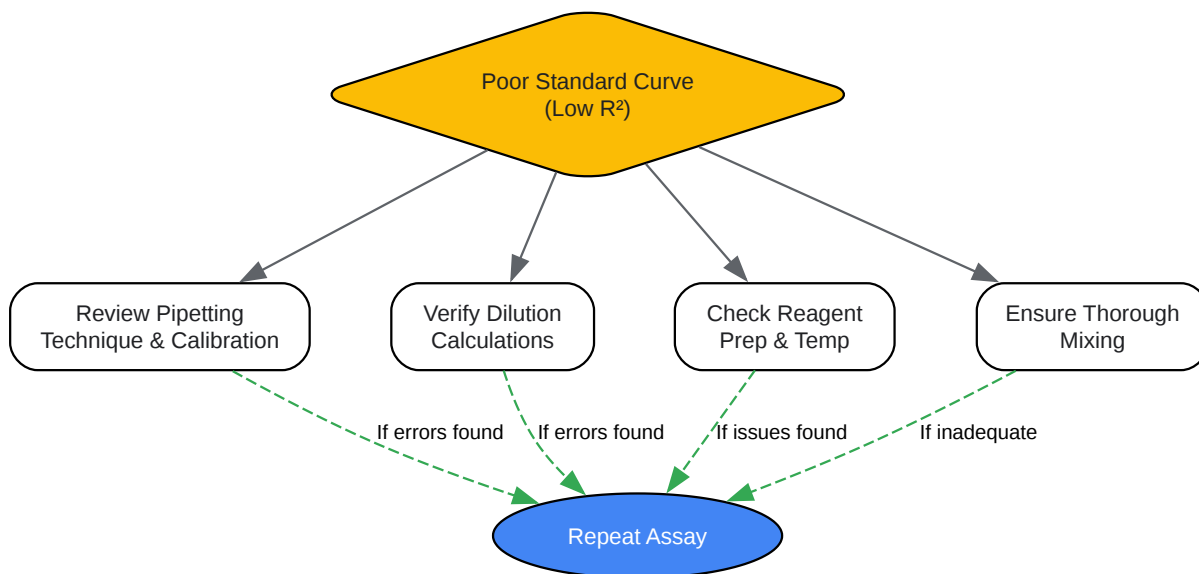 Poor Standard Curve
(Low R²)
Review Pipetting
Technique & Calibration
Verify Dilution
Calculations
Check Reagent
Prep & Temp
Ensure Thorough
Mixing
If errors found
If errors found
If issues found
If inadequate
Repeat Assay